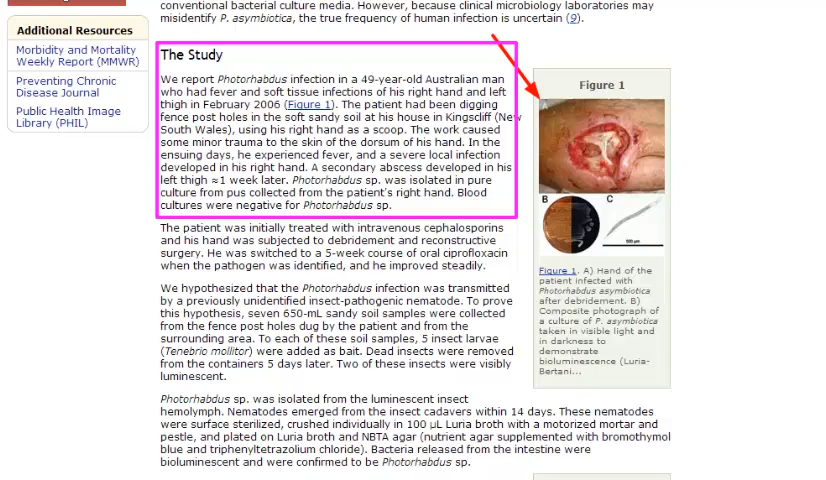 conventional bacterial culture media. However, because clinical microbiology laboratories may
misidentify P. asymbiotica, the true frequency of human infection is uncertain (9).
Additional Resources
Morbidity and Mortality
Weekly Report (MMWR)
Preventing Chronic
Disease Journal
Public Health Image
Library (PHIL)
The Study
We report Photorhabdus infection in a 49-year-old Australian man
who had fever and soft tissue infections of his right hand and left
thigh in February 2006 (Figure 1). The patient had been digging
fence post holes in the soft sandy soil at his house in Kingscliff (New
South Wales), using his right hand as a scoop. The work caused
some minor trauma to the skin of the dorsum of his hand. In the
ensuing days, he experienced fever, and a severe local infection
developed in his right hand. A secondary abscess developed in his
left thigh ≈1 week later. Photorhabdus sp. was isolated in pure
culture from pus collected from the patient's right hand. Blood
cultures were negative for Photorhabdus sp.
The patient was initially treated with intravenous cephalosporins
and his hand was subjected to debridement and reconstructive
surgery. He was switched to a 5-week course of oral ciprofloxacin
when the pathogen was identified, and he improved steadily.
We hypothesized that the Photorhabdus infection was transmitted
by a previously unidentified insect-pathogenic nematode. To prove
this hypothesis, seven 650-mL sandy soil samples were collected
from the fence post holes dug by the patient and from the
surrounding area. To each of these soil samples, 5 insect larvae
(Tenebrio mollitor) were added as bait. Dead insects were removed
from the containers 5 days later. Two of these insects were visibly
luminescent.
Photorhabdus sp. was isolated from the luminescent insect
hemolymph. Nematodes emerged from the insect cadavers within 14 days. These nematodes
were surface sterilized, crushed individually in 100 μL Luria broth with a motorized mortar and
pestle, and plated on Luria broth and NBTA agar (nutrient agar supplemented with bromothymol
blue and triphenyltetrazolium chloride). Bacteria released from the intestine were
bioluminescent and were confirmed to be Photorhabdus sp.
Figure 1
B
C
Figure 1. A) Hand of the
patient infected with
Photorhabdus asymbiotica
after debridement. B)
Composite photograph of
a culture of P. asymbiotica
taken in visible light and
in darkness to
demonstrate
bioluminescence (Luria-
Bertani...